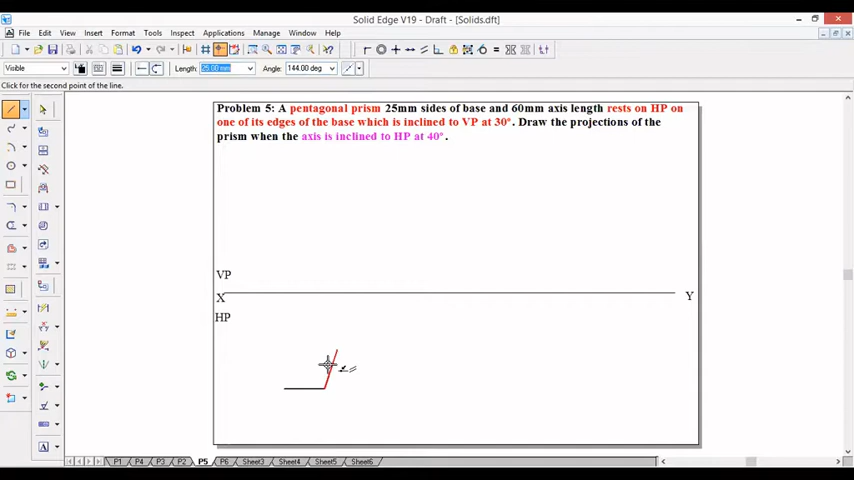 Solid Edge V19 - Draft - [Solids.dft]
File Edit View Insert Format Tools Inspect Applications Manage Window Help
Visible Length: 25.00 mm Angle: 144.00 deg
Click for the second point of the line.
Problem 5: A pentagonal prism 25mm sides of base and 60mm axis length rests on HP on
one of its edges of the base which is inclined to VP at 30°. Draw the projections of the
prism when the axis is inclined to HP at 40°.
VP
X Y
HP
A
P1 P4 P3 P2 P5 P6 Sheet3 Sheet4 Sheet5 Sheet6